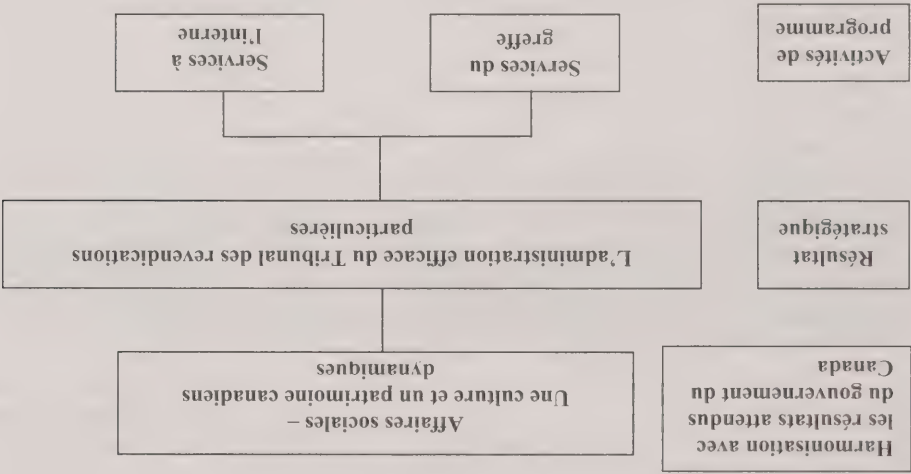 Harmonisation avec
les résultats attendus
du gouvernement du
Canada
Affaires sociales –
Une culture et un patrimoine canadiens
dynamiques
Résultat
stratégique
L'administration efficace du Tribunal des revendications
particulières
Activités de
programme
Services du
greffe
Services à
l'interne